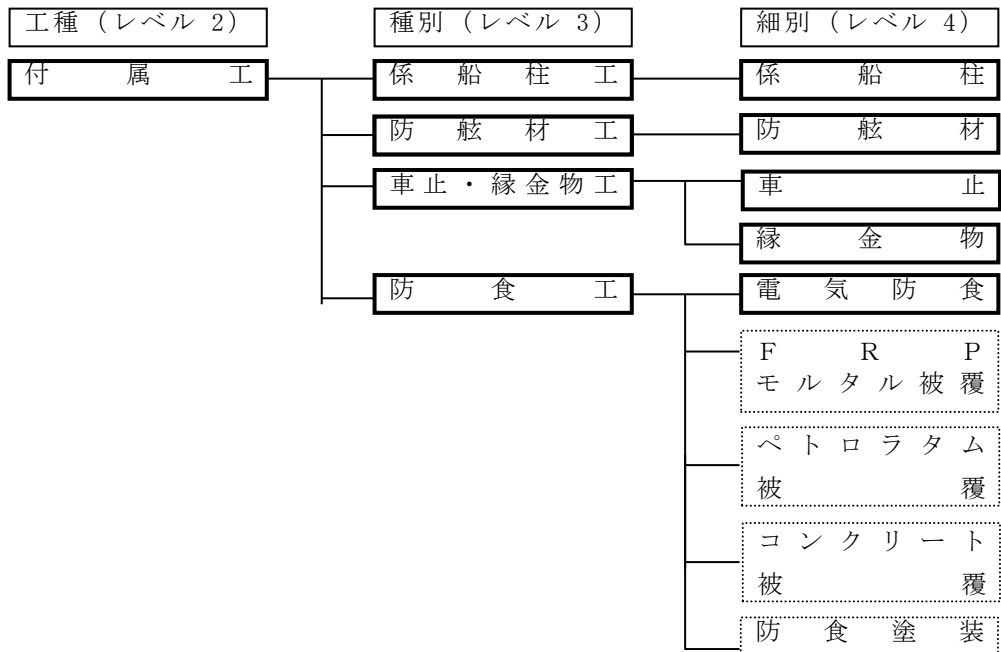 工種（レベル 2） 種別（レベル 3） 細別（レベル 4）
付属工 係船柱工 係船柱
防舷材工 防舷材
車止・縁金物工 車止
縁金物
防食工 電気防食
ＦＲＰ
モルタル被覆
ペトロラタム
被覆
コンクリート
被覆
防食塗装